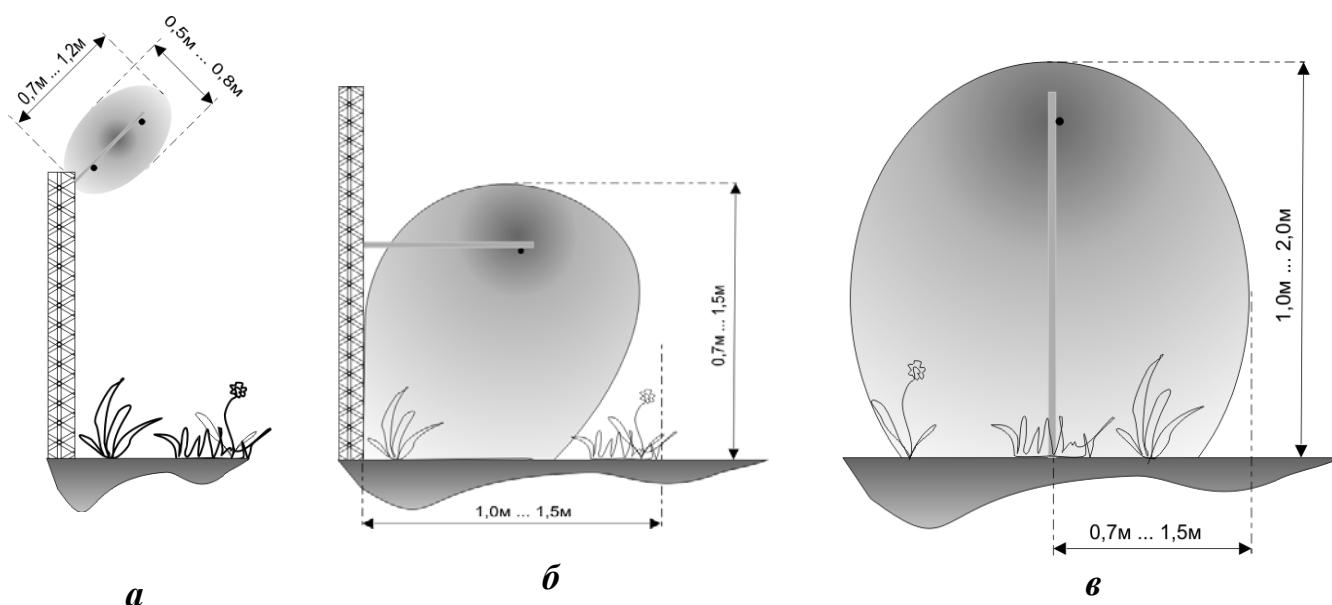 0,7м ... 1,2м
0,5м ... 0,8м
а
0,7м ... 1,5м
1,0м ... 1,5м
б
1,0м ... 2,0м
0,7м ... 1,5м
в